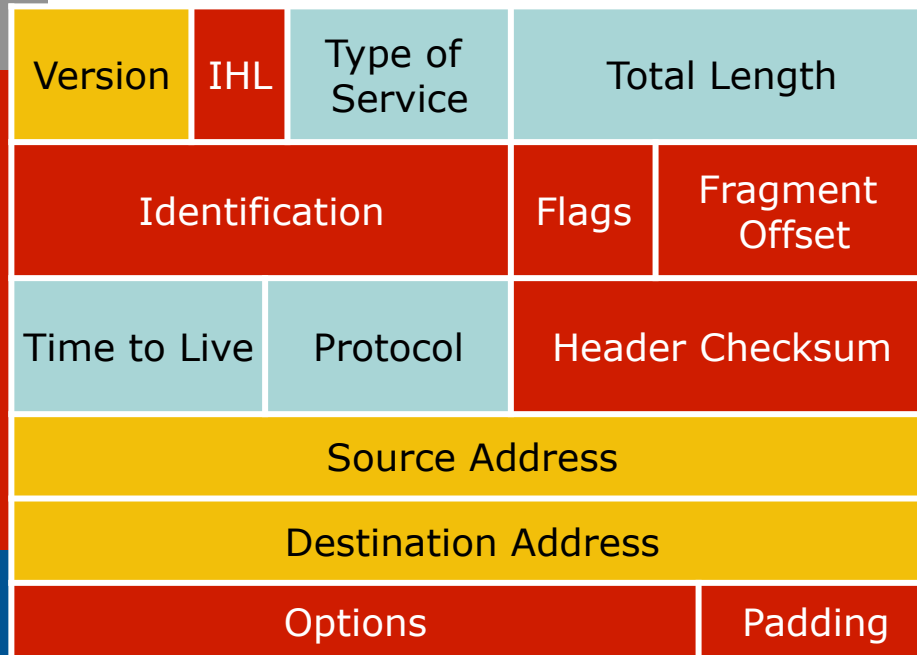 Version IHL Type of Service Total Length
Identification Flags Fragment Offset
Time to Live Protocol Header Checksum
Source Address
Destination Address
Options Padding